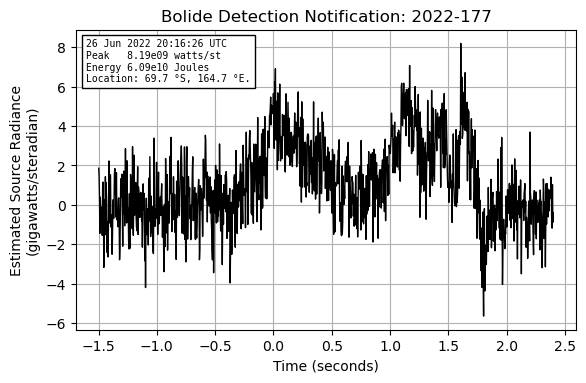 Bolide Detection Notification: 2022-177
26 Jun 2022 20:16:26 UTC
Peak   8.19e09 watts/st
Energy 6.09e10 Joules
Location: 69.7 °S, 164.7 °E.
Estimated Source Radiance
(gigawatts/steradian)
8
6
4
2
0
−2
−4
−6
−1.5 −1.0 −0.5 0.0 0.5 1.0 1.5 2.0 2.5
Time (seconds)